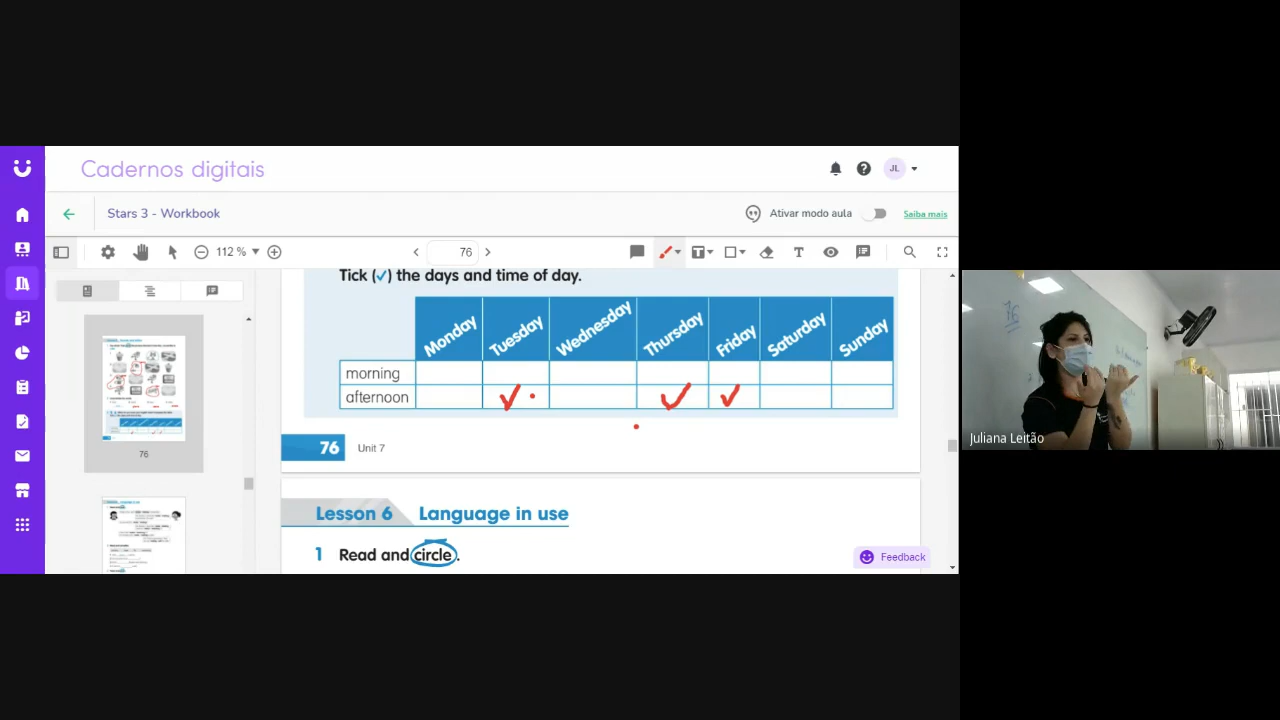 Cadernos digitais
JL
Stars 3 - Workbook
Ativar modo aula
Saiba mais
112 %
76
Tick (✓) the days and time of day.
Monday Tuesday Wednesday Thursday Friday Saturday Sunday
morning
afternoon
76 Unit 7
76
Lesson 6 Language in use
1 Read and circle.
Feedback
76
Juliana Leitão